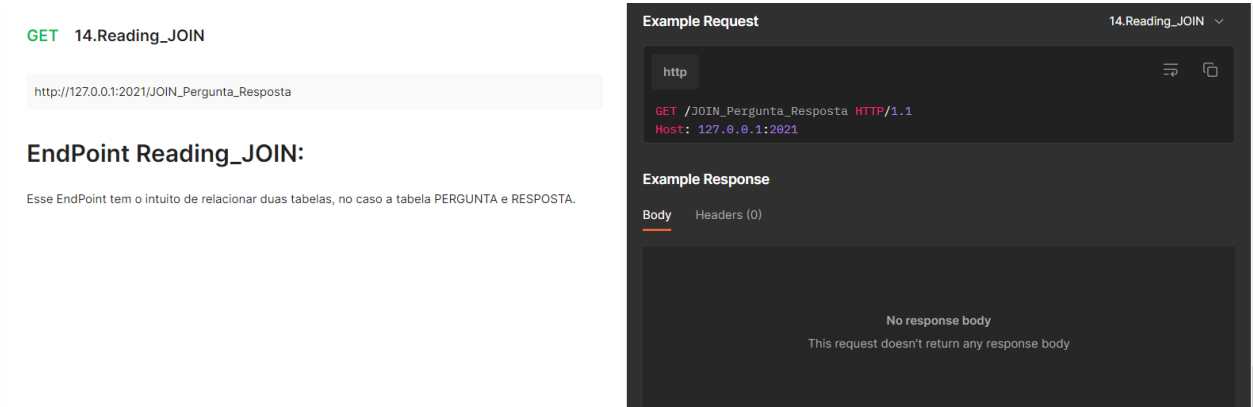 GET 14.Reading_JOIN
http://127.0.0.1:2021/JOIN_Pergunta_Resposta
EndPoint Reading_JOIN:
Esse EndPoint tem o intuito de relacionar duas tabelas, no caso a tabela PERGUNTA e RESPOSTA.
Example Request
14.Reading_JOIN
http
GET /JOIN_Pergunta_Resposta HTTP/1.1
Host: 127.0.0.1:2021
Example Response
Body Headers (0)
No response body
This request doesn't return any response body